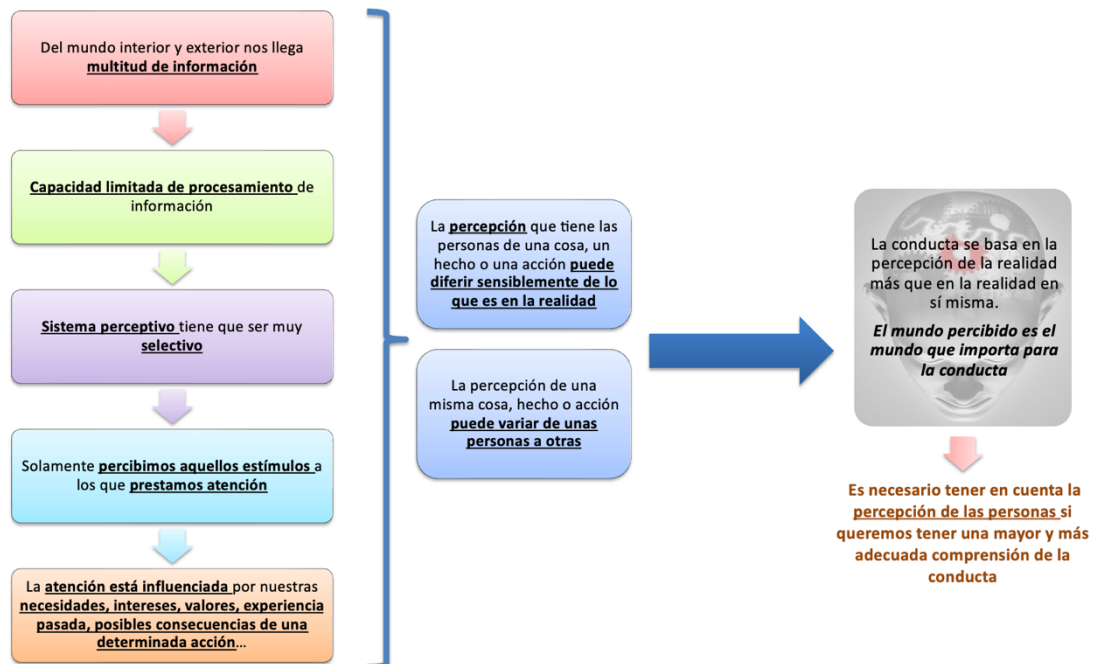 Del mundo interior y exterior nos llega
multitud de información
Capacidad limitada de procesamiento de
información
Sistema perceptivo tiene que ser muy
selectivo
Solamente percibimos aquellos estímulos a
los que prestamos atención
La atención está influenciada por nuestras
necesidades, intereses, valores, experiencia
pasada, posibles consecuencias de una
determinada acción...
La percepción que tiene las
personas de una cosa, un
hecho o una acción puede
diferir sensiblemente de lo
que es en la realidad
La percepción de una
misma cosa, hecho o acción
puede variar de unas
personas a otras
La conducta se basa en la
percepción de la realidad
más que en la realidad en
sí misma.
El mundo percibido es el
mundo que importa para
la conducta
Es necesario tener en cuenta la
percepción de las personas si
queremos tener una mayor y más
adecuada comprensión de la
conducta